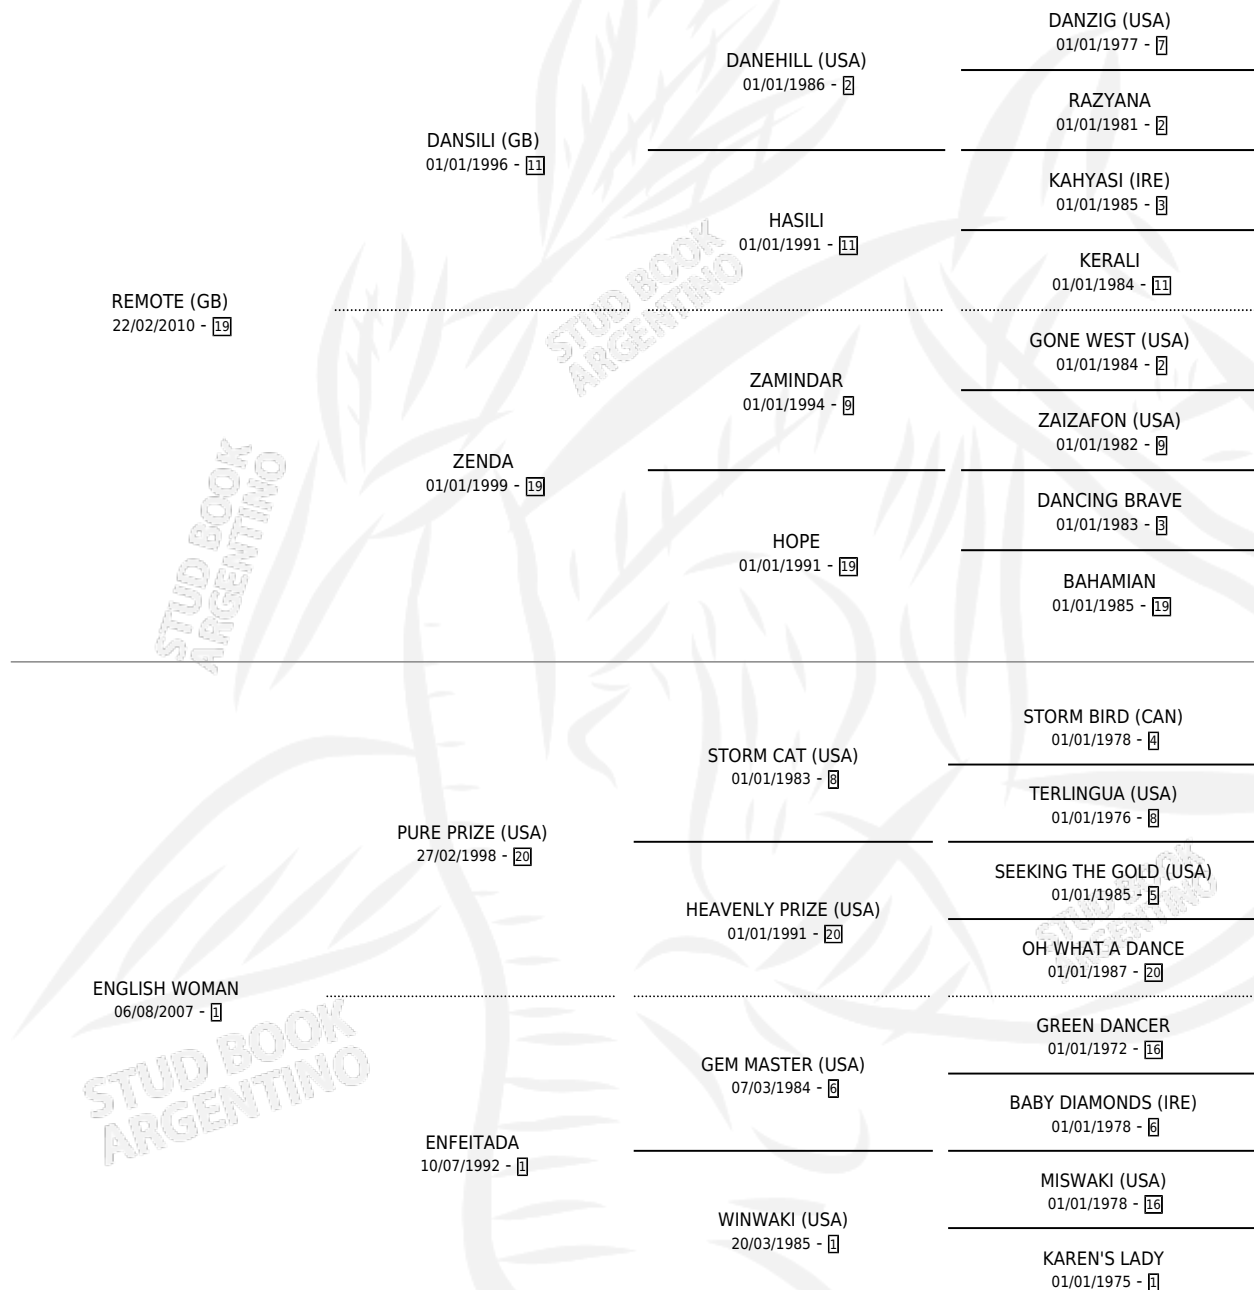 DANZIG (USA)
01/01/1977 - 7
DANEHILL (USA)
01/01/1986 - 2
RAZYANA
01/01/1981 - 2
DANSILI (GB)
01/01/1996 - 11
KAHYASI (IRE)
01/01/1985 - 3
HASILI
01/01/1991 - 11
KERALI
01/01/1984 - 11
REMOTE (GB)
22/02/2010 - 19
STUD BOOK
ARGENTINO
GONE WEST (USA)
01/01/1984 - 2
ZAMINDAR
01/01/1994 - 9
ZAIZAFON (USA)
01/01/1982 - 9
ZENDA
01/01/1999 - 19
DANCING BRAVE
01/01/1983 - 3
HOPE
01/01/1991 - 19
BAHAMIAN
01/01/1985 - 19
STUD BOOK
ARGENTINO
STORM BIRD (CAN)
01/01/1978 - 4
STORM CAT (USA)
01/01/1983 - 8
TERLINGUA (USA)
01/01/1976 - 8
PURE PRIZE (USA)
27/02/1998 - 20
SEEKING THE GOLD (USA)
01/01/1985 - 5
HEAVENLY PRIZE (USA)
01/01/1991 - 20
STUD BOOK
ARGENTINO
OH WHAT A DANCE
01/01/1987 - 20
ENGLISH WOMAN
06/08/2007 - 1
GREEN DANCER
01/01/1972 - 16
GEM MASTER (USA)
07/03/1984 - 6
BABY DIAMONDS (IRE)
01/01/1978 - 6
STUD BOOK
ARGENTINO
ENFEITADA
10/07/1992 - 1
MISWAKI (USA)
01/01/1978 - 16
WINWAKI (USA)
20/03/1985 - 1
KAREN'S LADY
01/01/1975 - 1